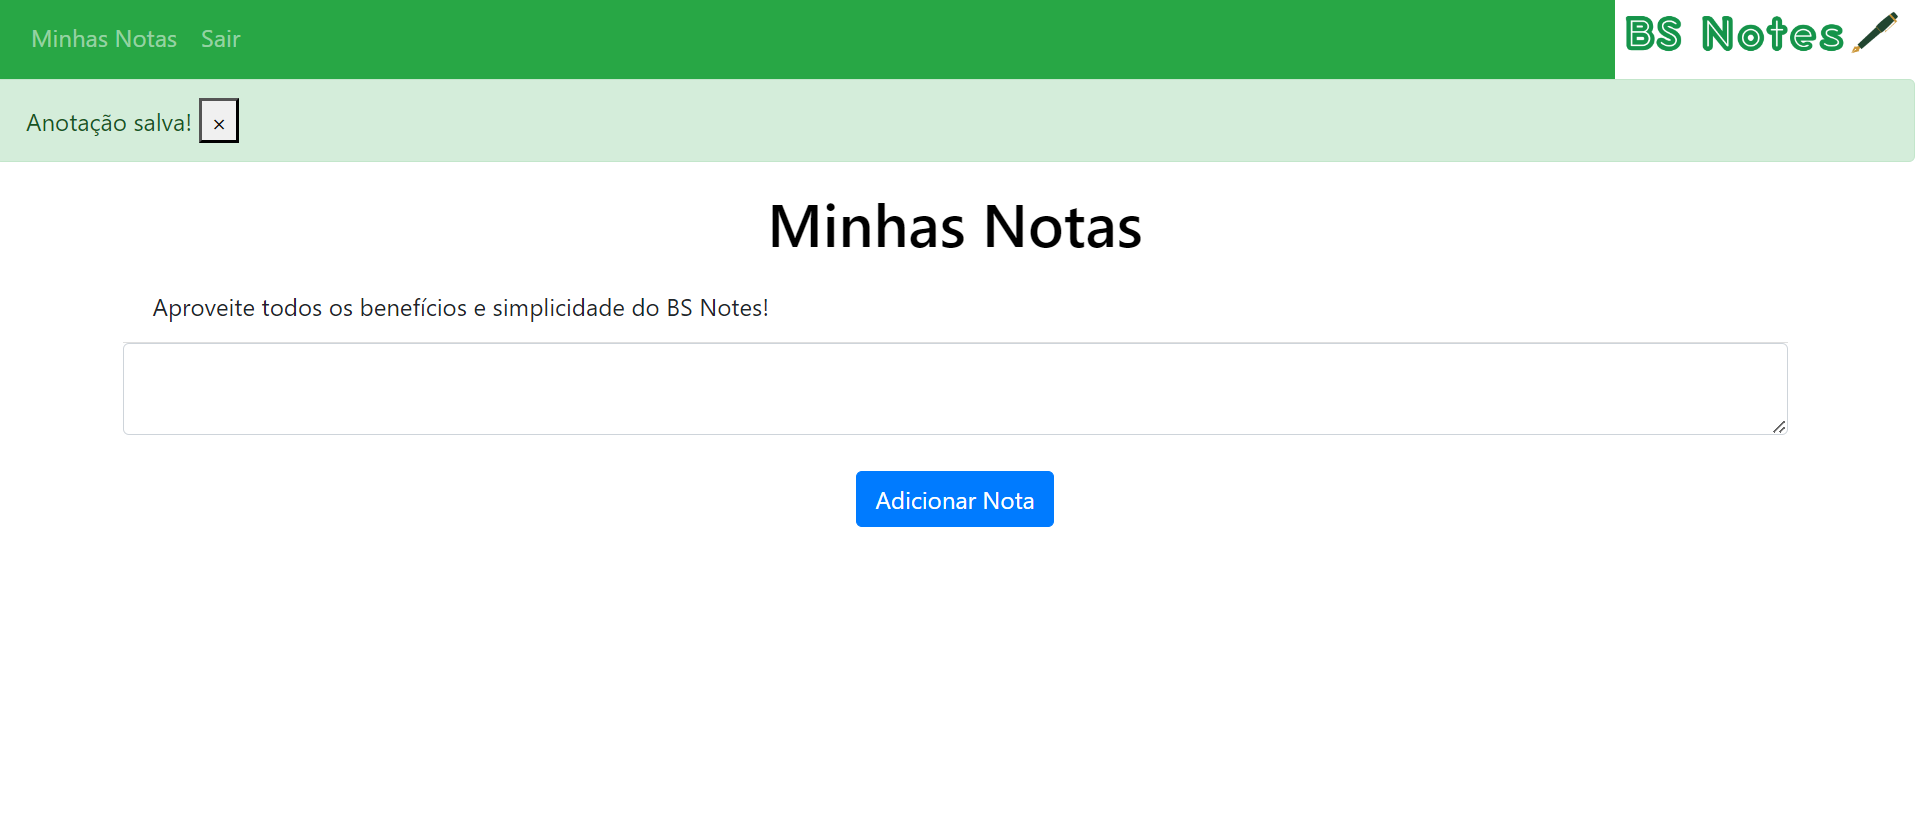 Minhas Notas Sair BS Notes
Anotação salva! ×
Minhas Notas
Aproveite todos os benefícios e simplicidade do BS Notes!
Adicionar Nota